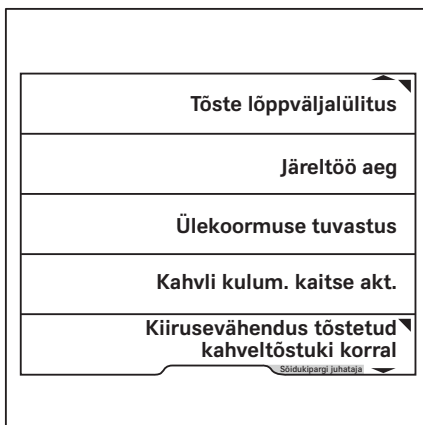 Tõste lõppväljalülitus
Järeltöö aeg
Ülekoormuse tuvastus
Kahvli kulum. kaitse akt.
Kiirusevähendus tõstetud
kahveltõstuki korral
Sõidukipargi juhataja